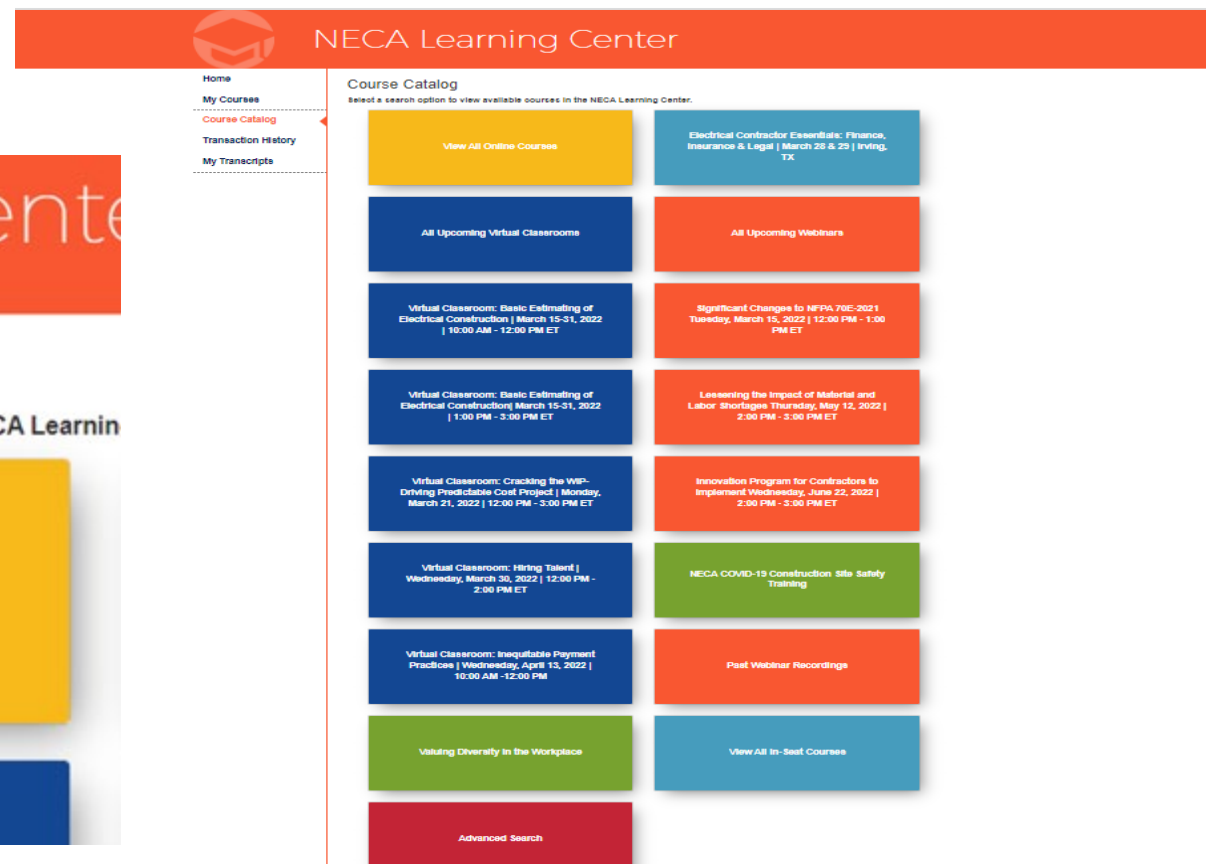 NECA Learning Center
Home
My Courses
Course Catalog
Transaction History
My Transcripts
Course Catalog
Select a search option to view available courses in the NECA Learning Center.
View All Online Courses
Electrical Contractor Essentials: Finance,
Insurance & Legal | March 28 & 29 | Irving,
TX
All Upcoming Virtual Classrooms
All Upcoming Webinars
Virtual Classroom: Basic Estimating of
Electrical Construction | March 15-31, 2022
| 10:00 AM - 12:00 PM ET
Significant Changes to NFPA 70E-2021
Tuesday, March 15, 2022 | 12:00 PM - 1:00
PM ET
Virtual Classroom: Basic Estimating of
Electrical Construction| March 15-31, 2022
| 1:00 PM - 3:00 PM ET
Lessening the Impact of Material and
Labor Shortages Thursday, May 12, 2022 |
2:00 PM - 3:00 PM ET
Virtual Classroom: Cracking the WIP-
Driving Predictable Cost Project | Monday,
March 21, 2022 | 12:00 PM - 3:00 PM ET
Innovation Program for Contractors to
Implement Wednesday, June 22, 2022 |
2:00 PM - 3:00 PM ET
Virtual Classroom: Hiring Talent |
Wednesday, March 30, 2022 | 12:00 PM -
2:00 PM ET
NECA COVID-19 Construction Site Safety
Training
Virtual Classroom: Inequitable Payment
Practices | Wednesday, April 13, 2022 |
10:00 AM -12:00 PM
Past Webinar Recordings
Valuing Diversity in the Workplace
View All In-Seat Courses
Advanced Search
ente
CA Learnin